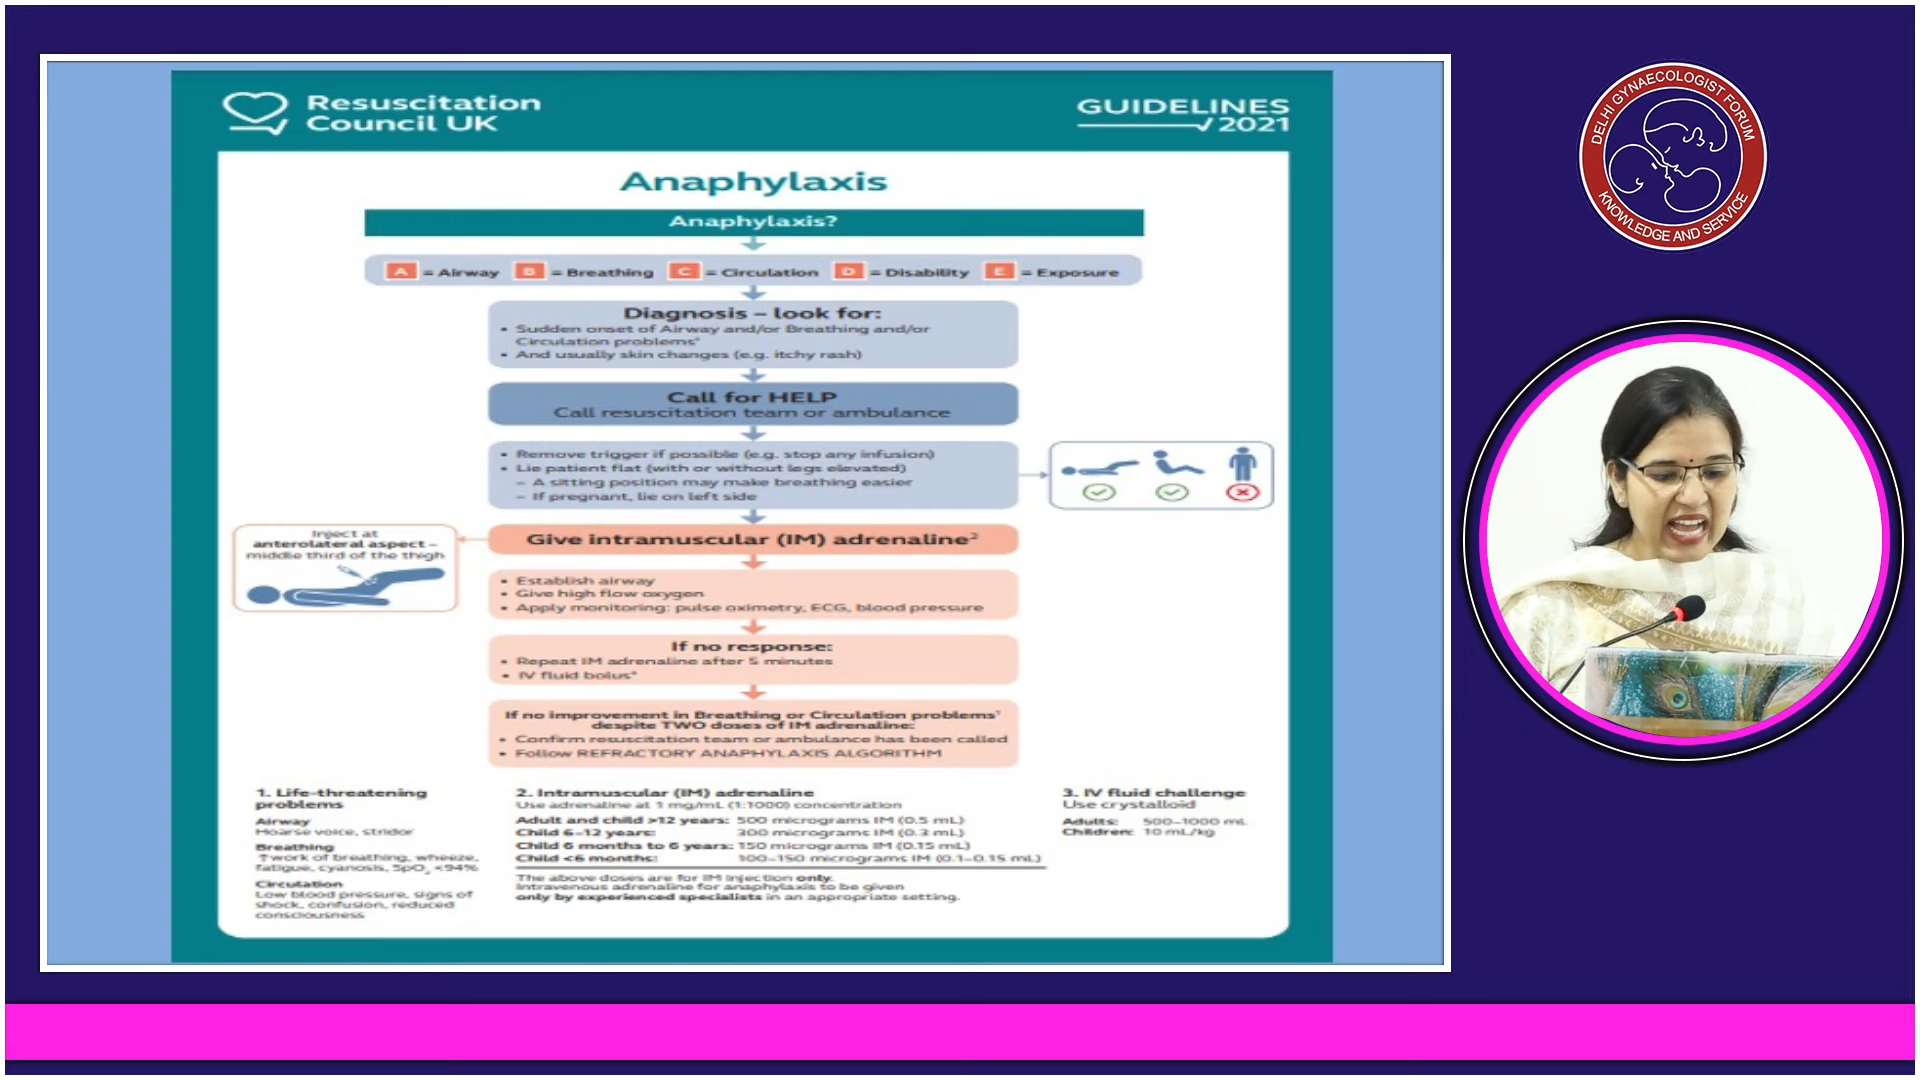 Resuscitation
Council UK
GUIDELINES
2021
Anaphylaxis
Anaphylaxis?
A = Airway B = Breathing C = Circulation D = Disability E = Exposure
Diagnosis – look for:
• Sudden onset of Airway and/or Breathing and/or
Circulation problems¹
• And usually skin changes (e.g. itchy rash)
Call for HELP
Call resuscitation team or ambulance
• Remove trigger if possible (e.g. stop any infusion)
• Lie patient flat (with or without legs elevated)
– A sitting position may make breathing easier
– If pregnant, lie on left side
Inject at
anterolateral aspect –
middle third of the thigh
Give intramuscular (IM) adrenaline²
• Establish airway
• Give high flow oxygen
• Apply monitoring: pulse oximetry, ECG, blood pressure
If no response:
• Repeat IM adrenaline after 5 minutes
• IV fluid bolus³
If no improvement in Breathing or Circulation problems¹
despite TWO doses of IM adrenaline:
• Confirm resuscitation team or ambulance has been called
• Follow REFRACTORY ANAPHYLAXIS ALGORITHM
1. Life-threatening
problems
Airway
Hoarse voice, stridor
Breathing
↑work of breathing, wheeze,
fatigue, cyanosis, SpO₂ <94%
Circulation
Low blood pressure, signs of
shock, confusion, reduced
consciousness
2. Intramuscular (IM) adrenaline
Use adrenaline at 1 mg/mL (1:1000) concentration
Adult and child >12 years: 500 micrograms IM (0.5 mL)
Child 6–12 years: 300 micrograms IM (0.3 mL)
Child 6 months to 6 years: 150 micrograms IM (0.15 mL)
Child <6 months: 100–150 micrograms IM (0.1–0.15 mL)
The above doses are for IM injection only.
Intravenous adrenaline for anaphylaxis to be given
only by experienced specialists in an appropriate setting.
3. IV fluid challenge
Use crystalloid
Adults: 500–1000 mL
Children: 10 mL/kg
DELHI GYNAECOLOGIST FORUM
KNOWLEDGE AND SERVICE